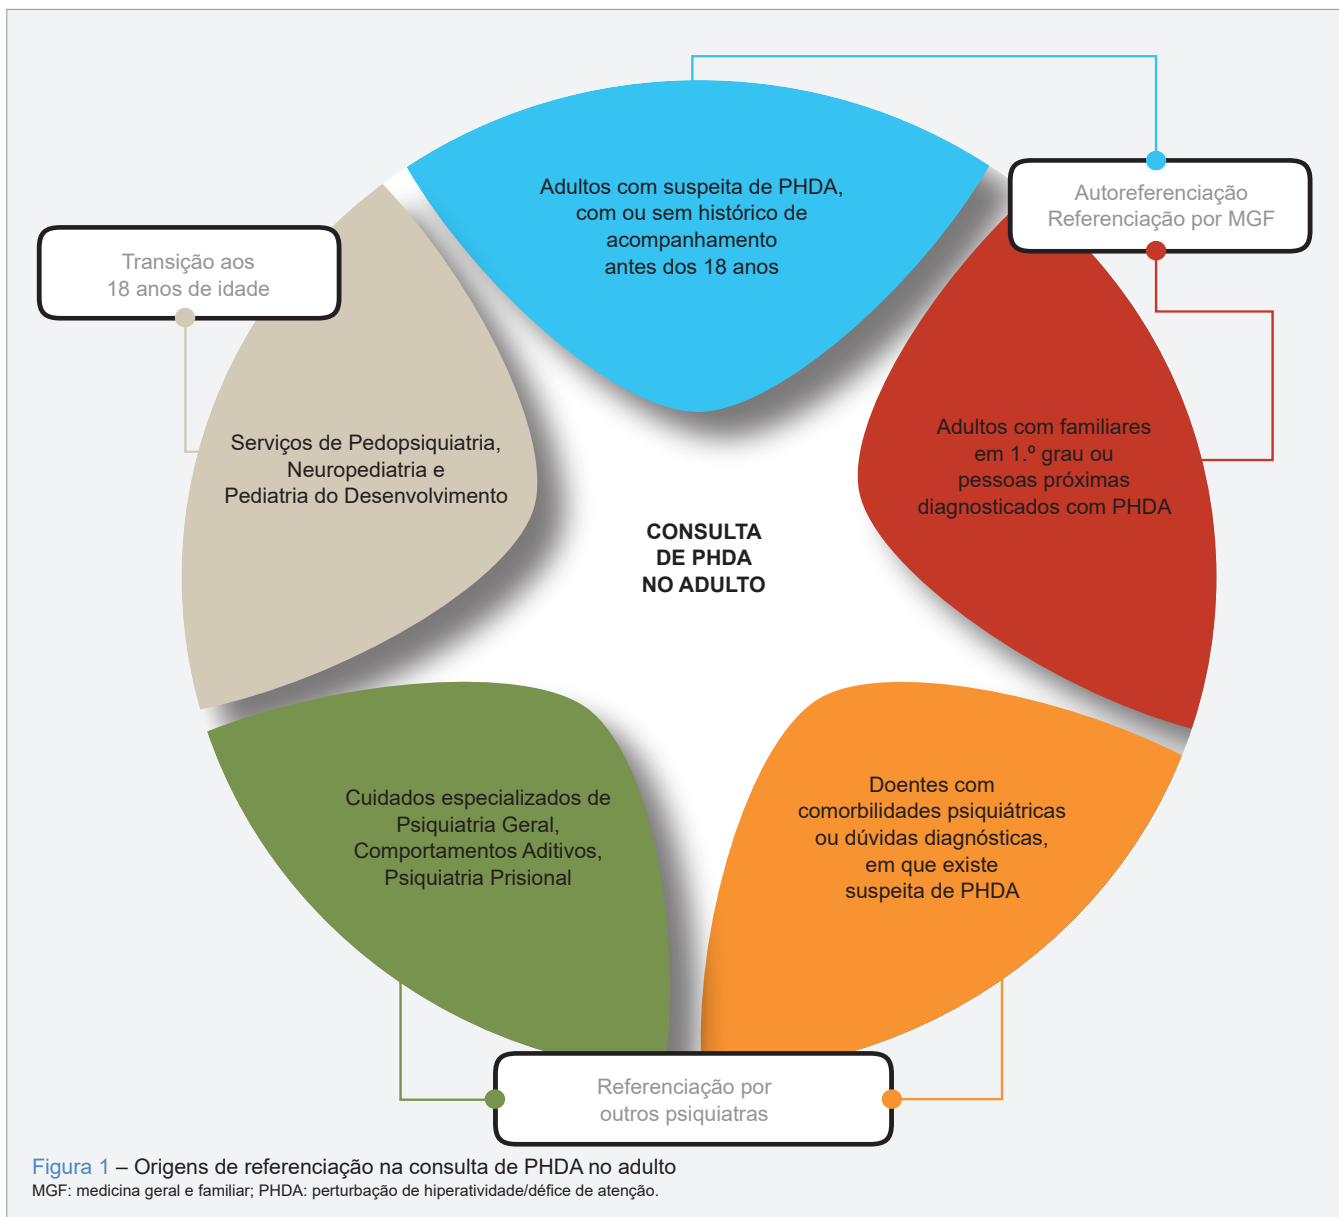 Adultos com suspeita de PHDA,
com ou sem histórico de
acompanhamento
antes dos 18 anos
Autoreferenciação
Referenciação por MGF
Transição aos
18 anos de idade
Serviços de Pedopsiquiatria,
Neuropediatria e
Pediatria do Desenvolvimento
Adultos com familiares
em 1.º grau ou
pessoas próximas
diagnosticados com PHDA
CONSULTA
DE PHDA
NO ADULTO
Cuidados especializados de
Psiquiatria Geral,
Comportamentos Aditivos,
Psiquiatria Prisional
Doentes com
comorbilidades psiquiátricas
ou dúvidas diagnósticas,
em que existe
suspeita de PHDA
Referenciação por
outros psiquiatras
Figura 1 – Origens de referenciação na consulta de PHDA no adulto
MGF: medicina geral e familiar; PHDA: perturbação de hiperatividade/défice de atenção.